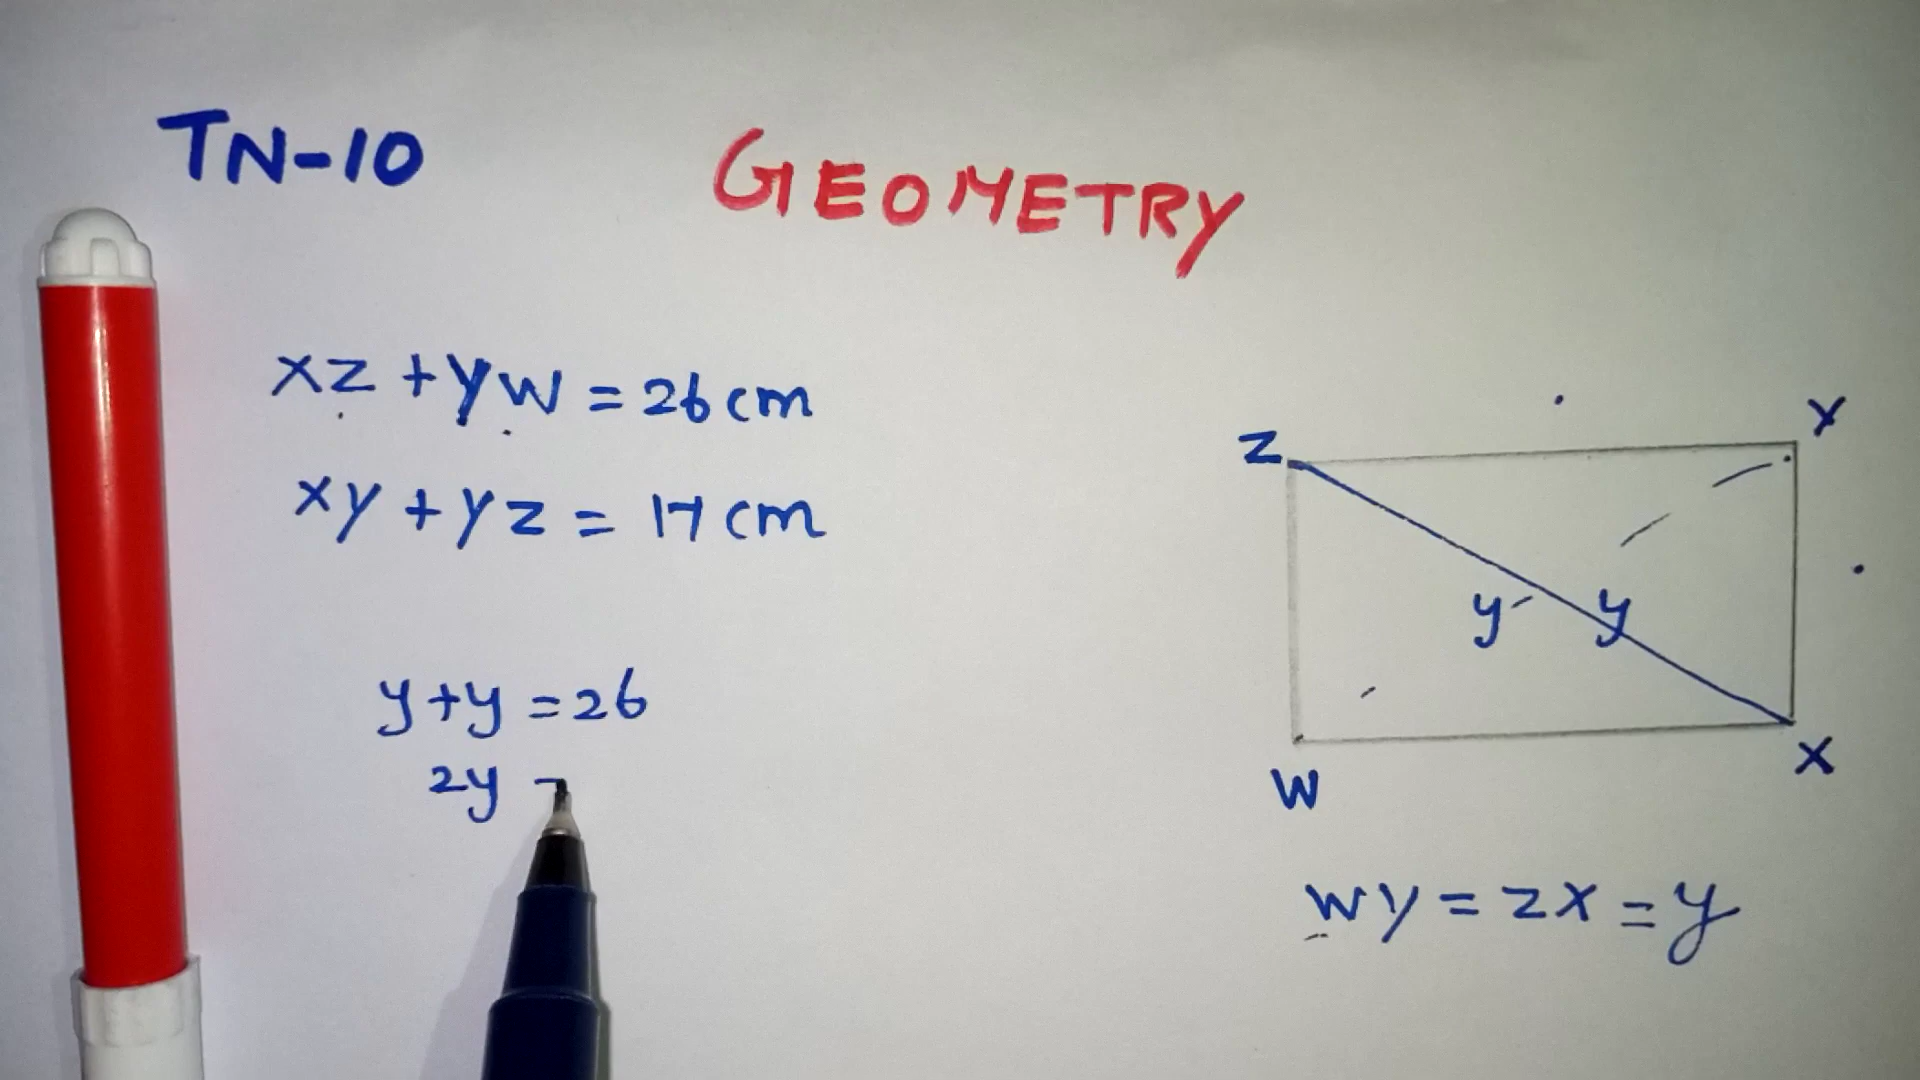 TN-10
GEOMETRY
XZ + YW = 26 cm
XY + YZ = 17 cm
y + y = 26
2y =
Z
Y
y
y
W
X
WY = ZX = y